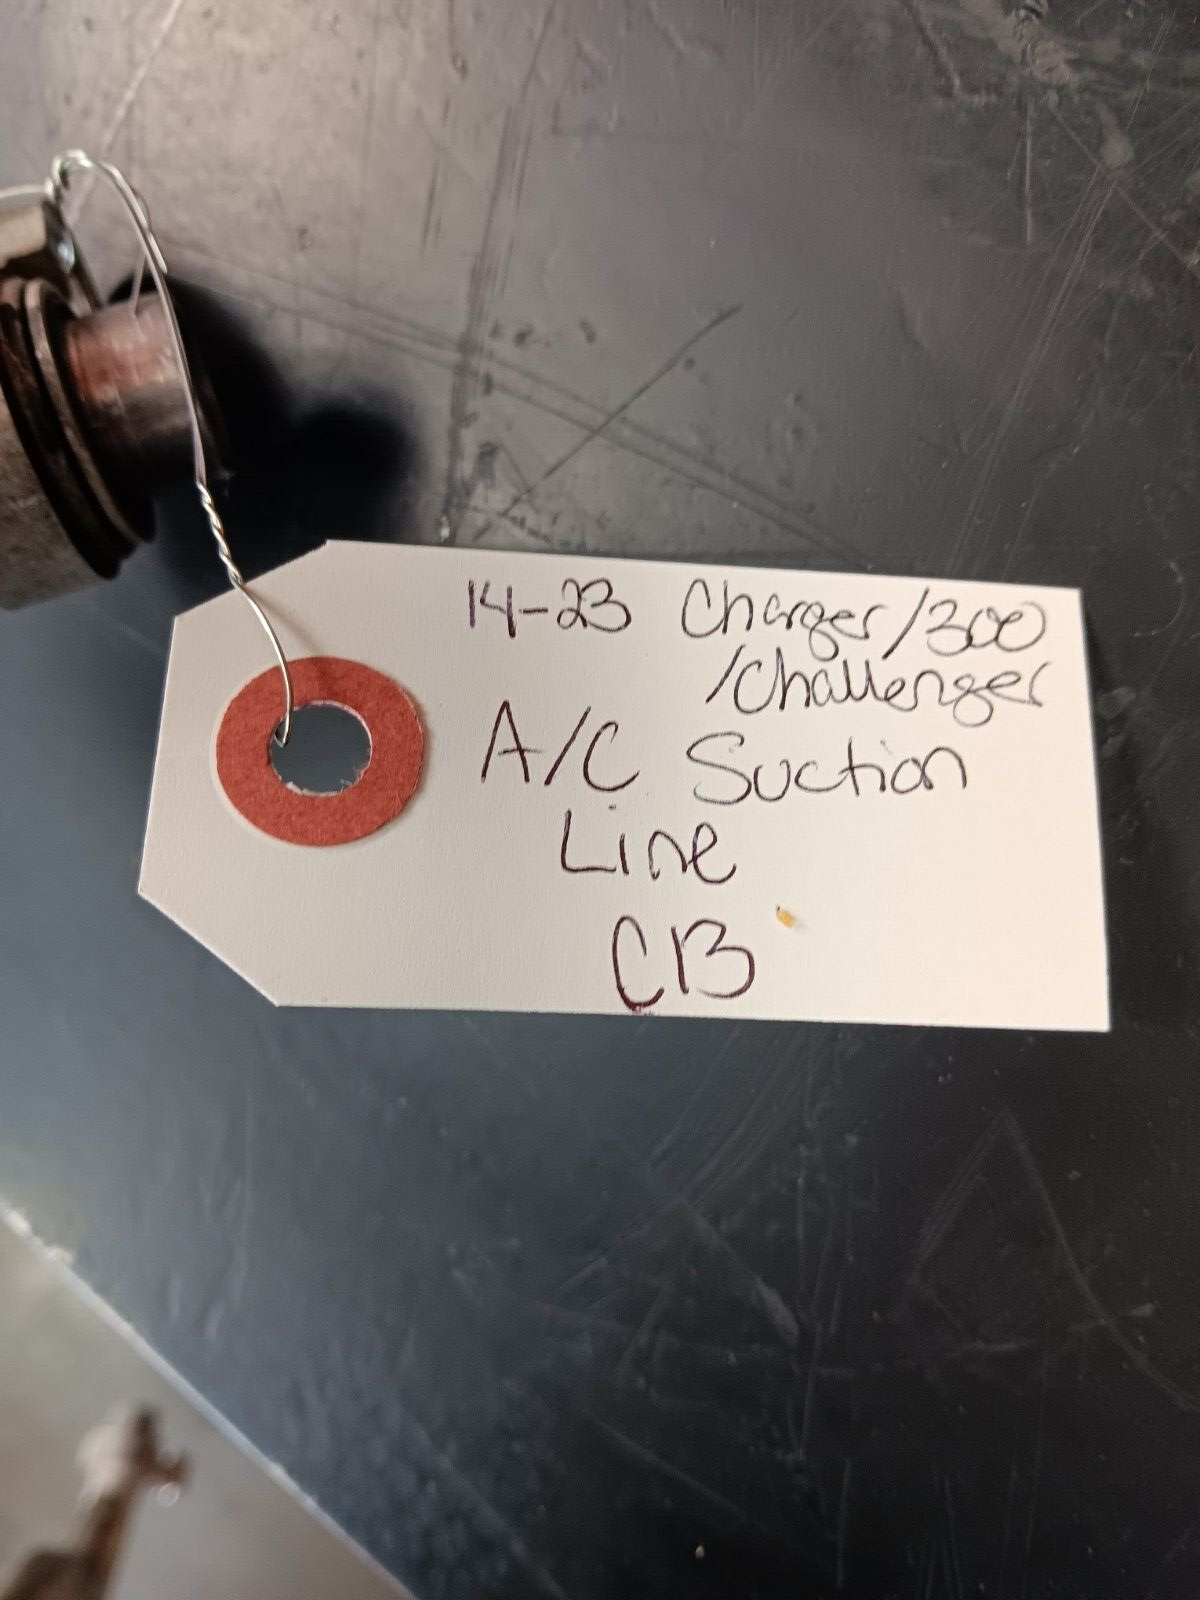 14-23 Charger/300
/Challenger
A/C Suction
Line
C13